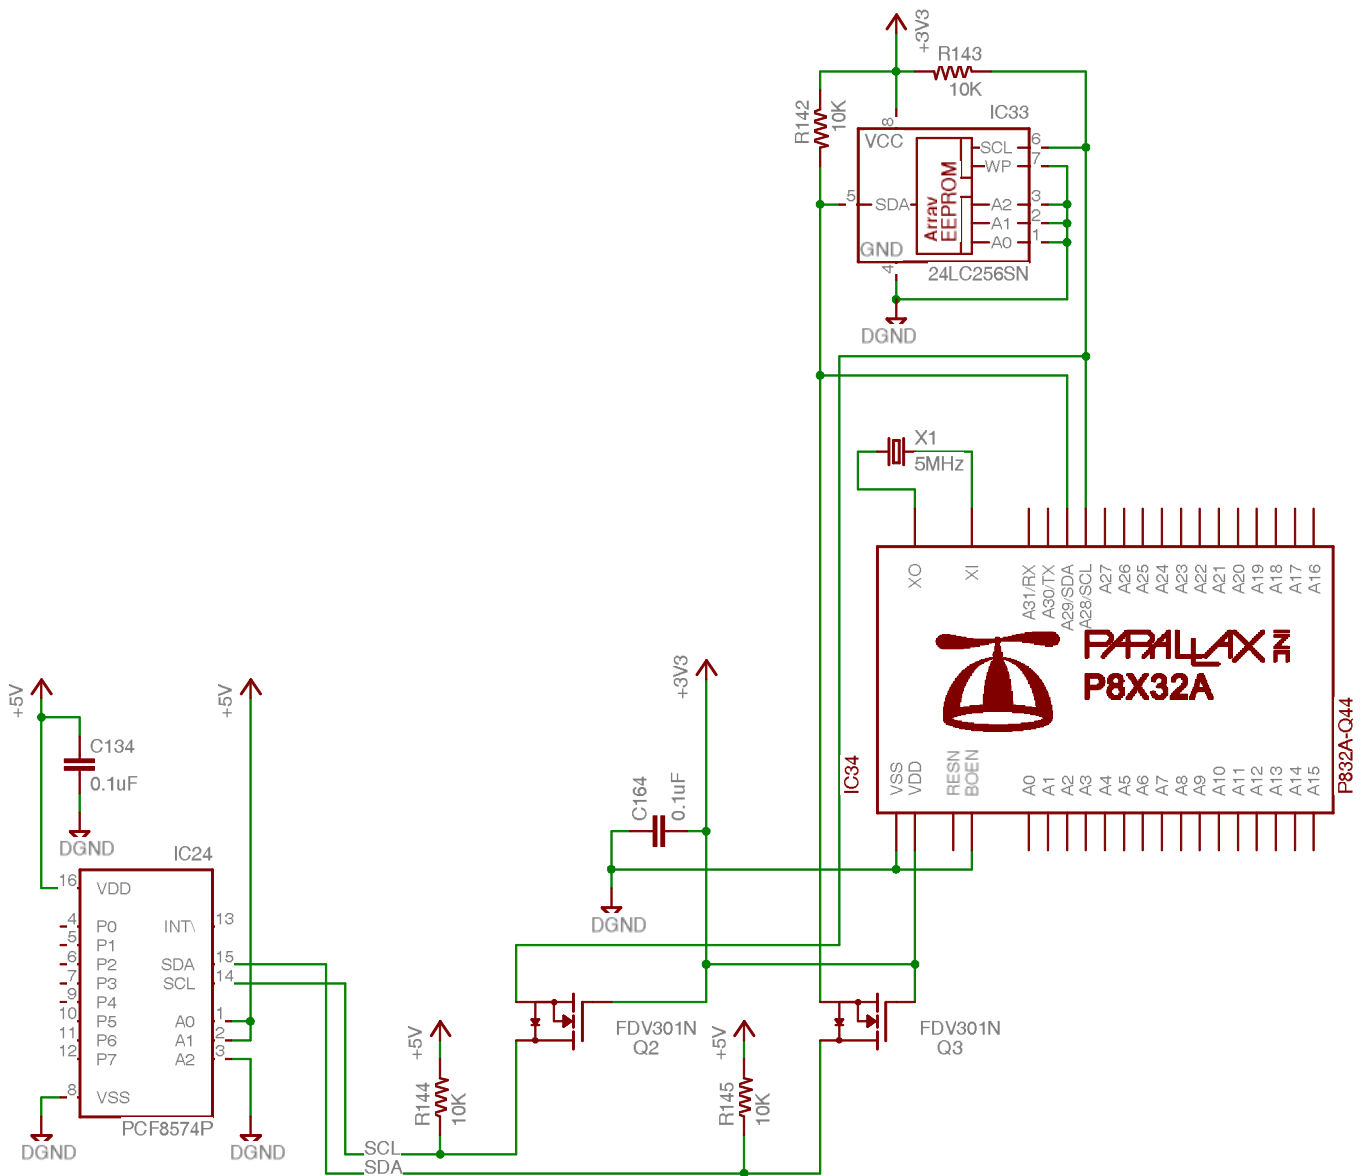 +3V3
R143
10K
R142
10K
IC33
8
VCC
SCL
6
WP
7
5
SDA
Array
EEPROM
A2
3
A1
2
A0
1
GND
4
24LC256SN
DGND
X1
5MHz
XO
XI
A31/RX
A30/TX
A29/SDA
A28/SCL
A27
A26
A25
A24
A23
A22
A21
A20
A19
A18
A17
A16
PARALLAX INC
P8X32A
P832A-Q44
IC34
VSS
VDD
RESN
BOEN
A0
A1
A2
A3
A4
A5
A6
A7
A8
A9
A10
A11
A12
A13
A14
A15
+3V3
C164
0.1uF
DGND
+5V
+5V
C134
0.1uF
DGND
IC24
16
VDD
4
P0
INT\
13
5
P1
6
P2
SDA
15
7
P3
SCL
14
9
P4
10
P5
A0
1
11
P6
A1
2
12
P7
A2
3
8
VSS
PCF8574P
DGND
DGND
+5V
R144
10K
FDV301N
Q2
+5V
R145
10K
FDV301N
Q3
SCL
SDA